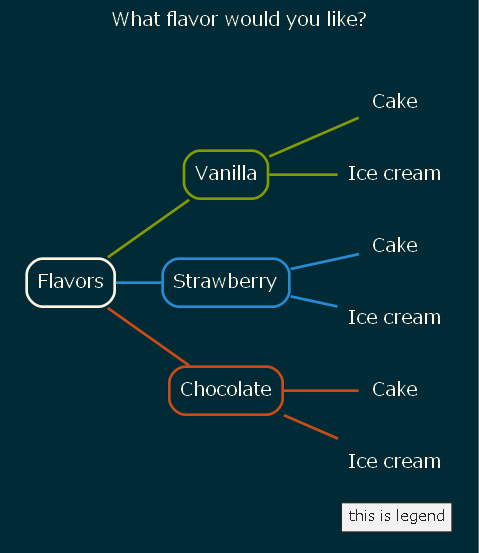 What flavor would you like?
Cake
Vanilla
Ice cream
Cake
Flavors
Strawberry
Ice cream
Chocolate
Cake
Ice cream
this is legend